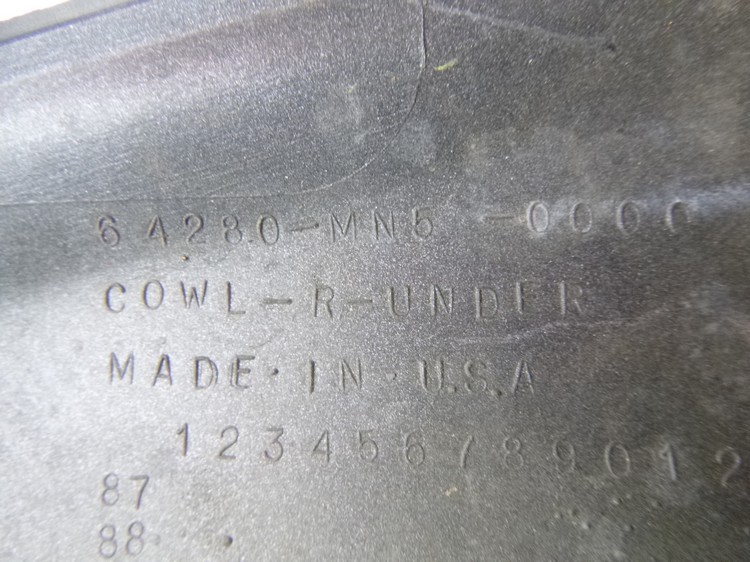 64280-MN5-0000
COWL-R-UNDER
MADE·IN·U.S.A
123456789012
87
88